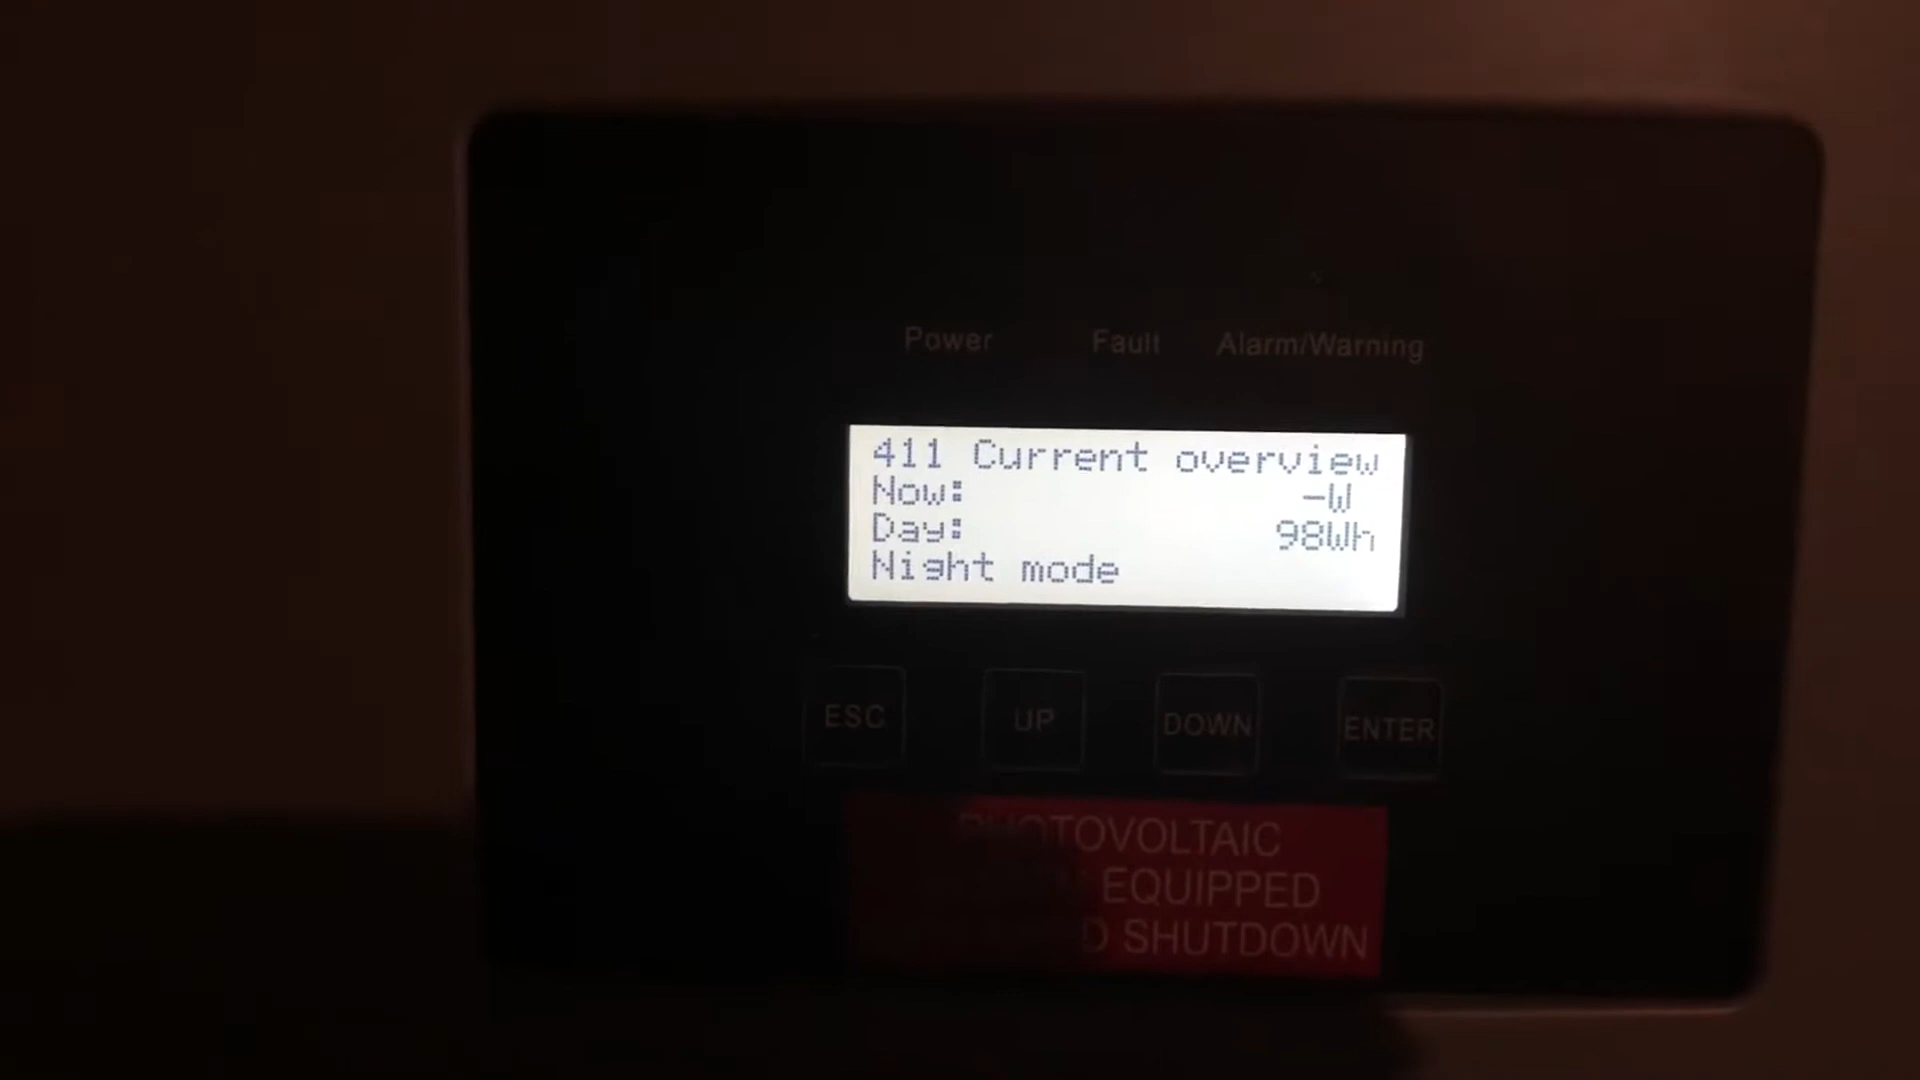 Power Fault Alarm/Warning
411 Current overview
Now: -W
Day: 98Wh
Night mode
ESC UP DOWN ENTER
PHOTOVOLTAIC
EQUIPPED
SHUTDOWN